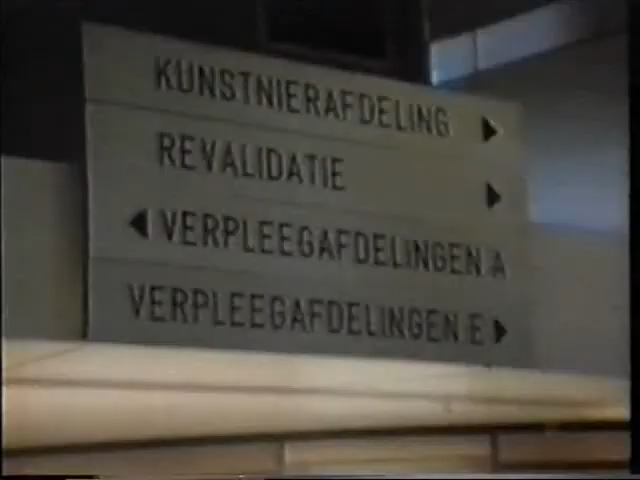 KUNSTNIERAFDELING ▶
REVALIDATIE ▶
◀ VERPLEEGAFDELINGEN A
VERPLEEGAFDELINGEN E ▶